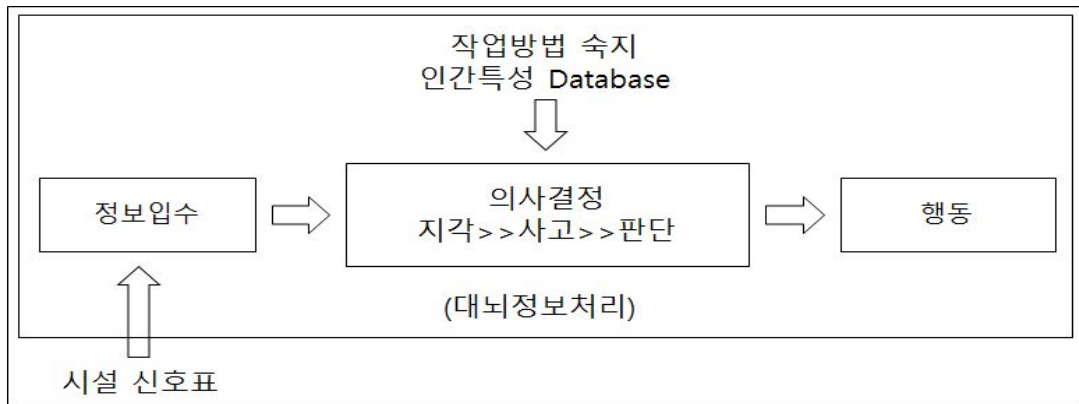 작업방법 숙지
인간특성 Database
정보입수
의사결정
지각>>사고>>판단
행동
(대뇌정보처리)
시설 신호표